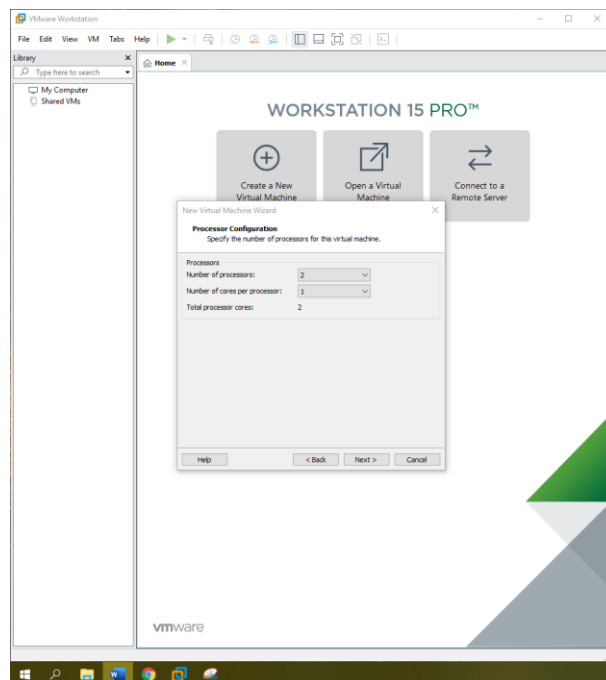 VMware Workstation
File Edit View VM Tabs Help
Library
Type here to search
My Computer
Shared VMs
Home
WORKSTATION 15 PRO™
Create a New
Virtual Machine
Open a Virtual
Machine
Connect to a
Remote Server
New Virtual Machine Wizard
Processor Configuration
Specify the number of processors for this virtual machine.
Processors
Number of processors: 2
Number of cores per processor: 1
Total processor cores: 2
Help < Back Next > Cancel
vmware